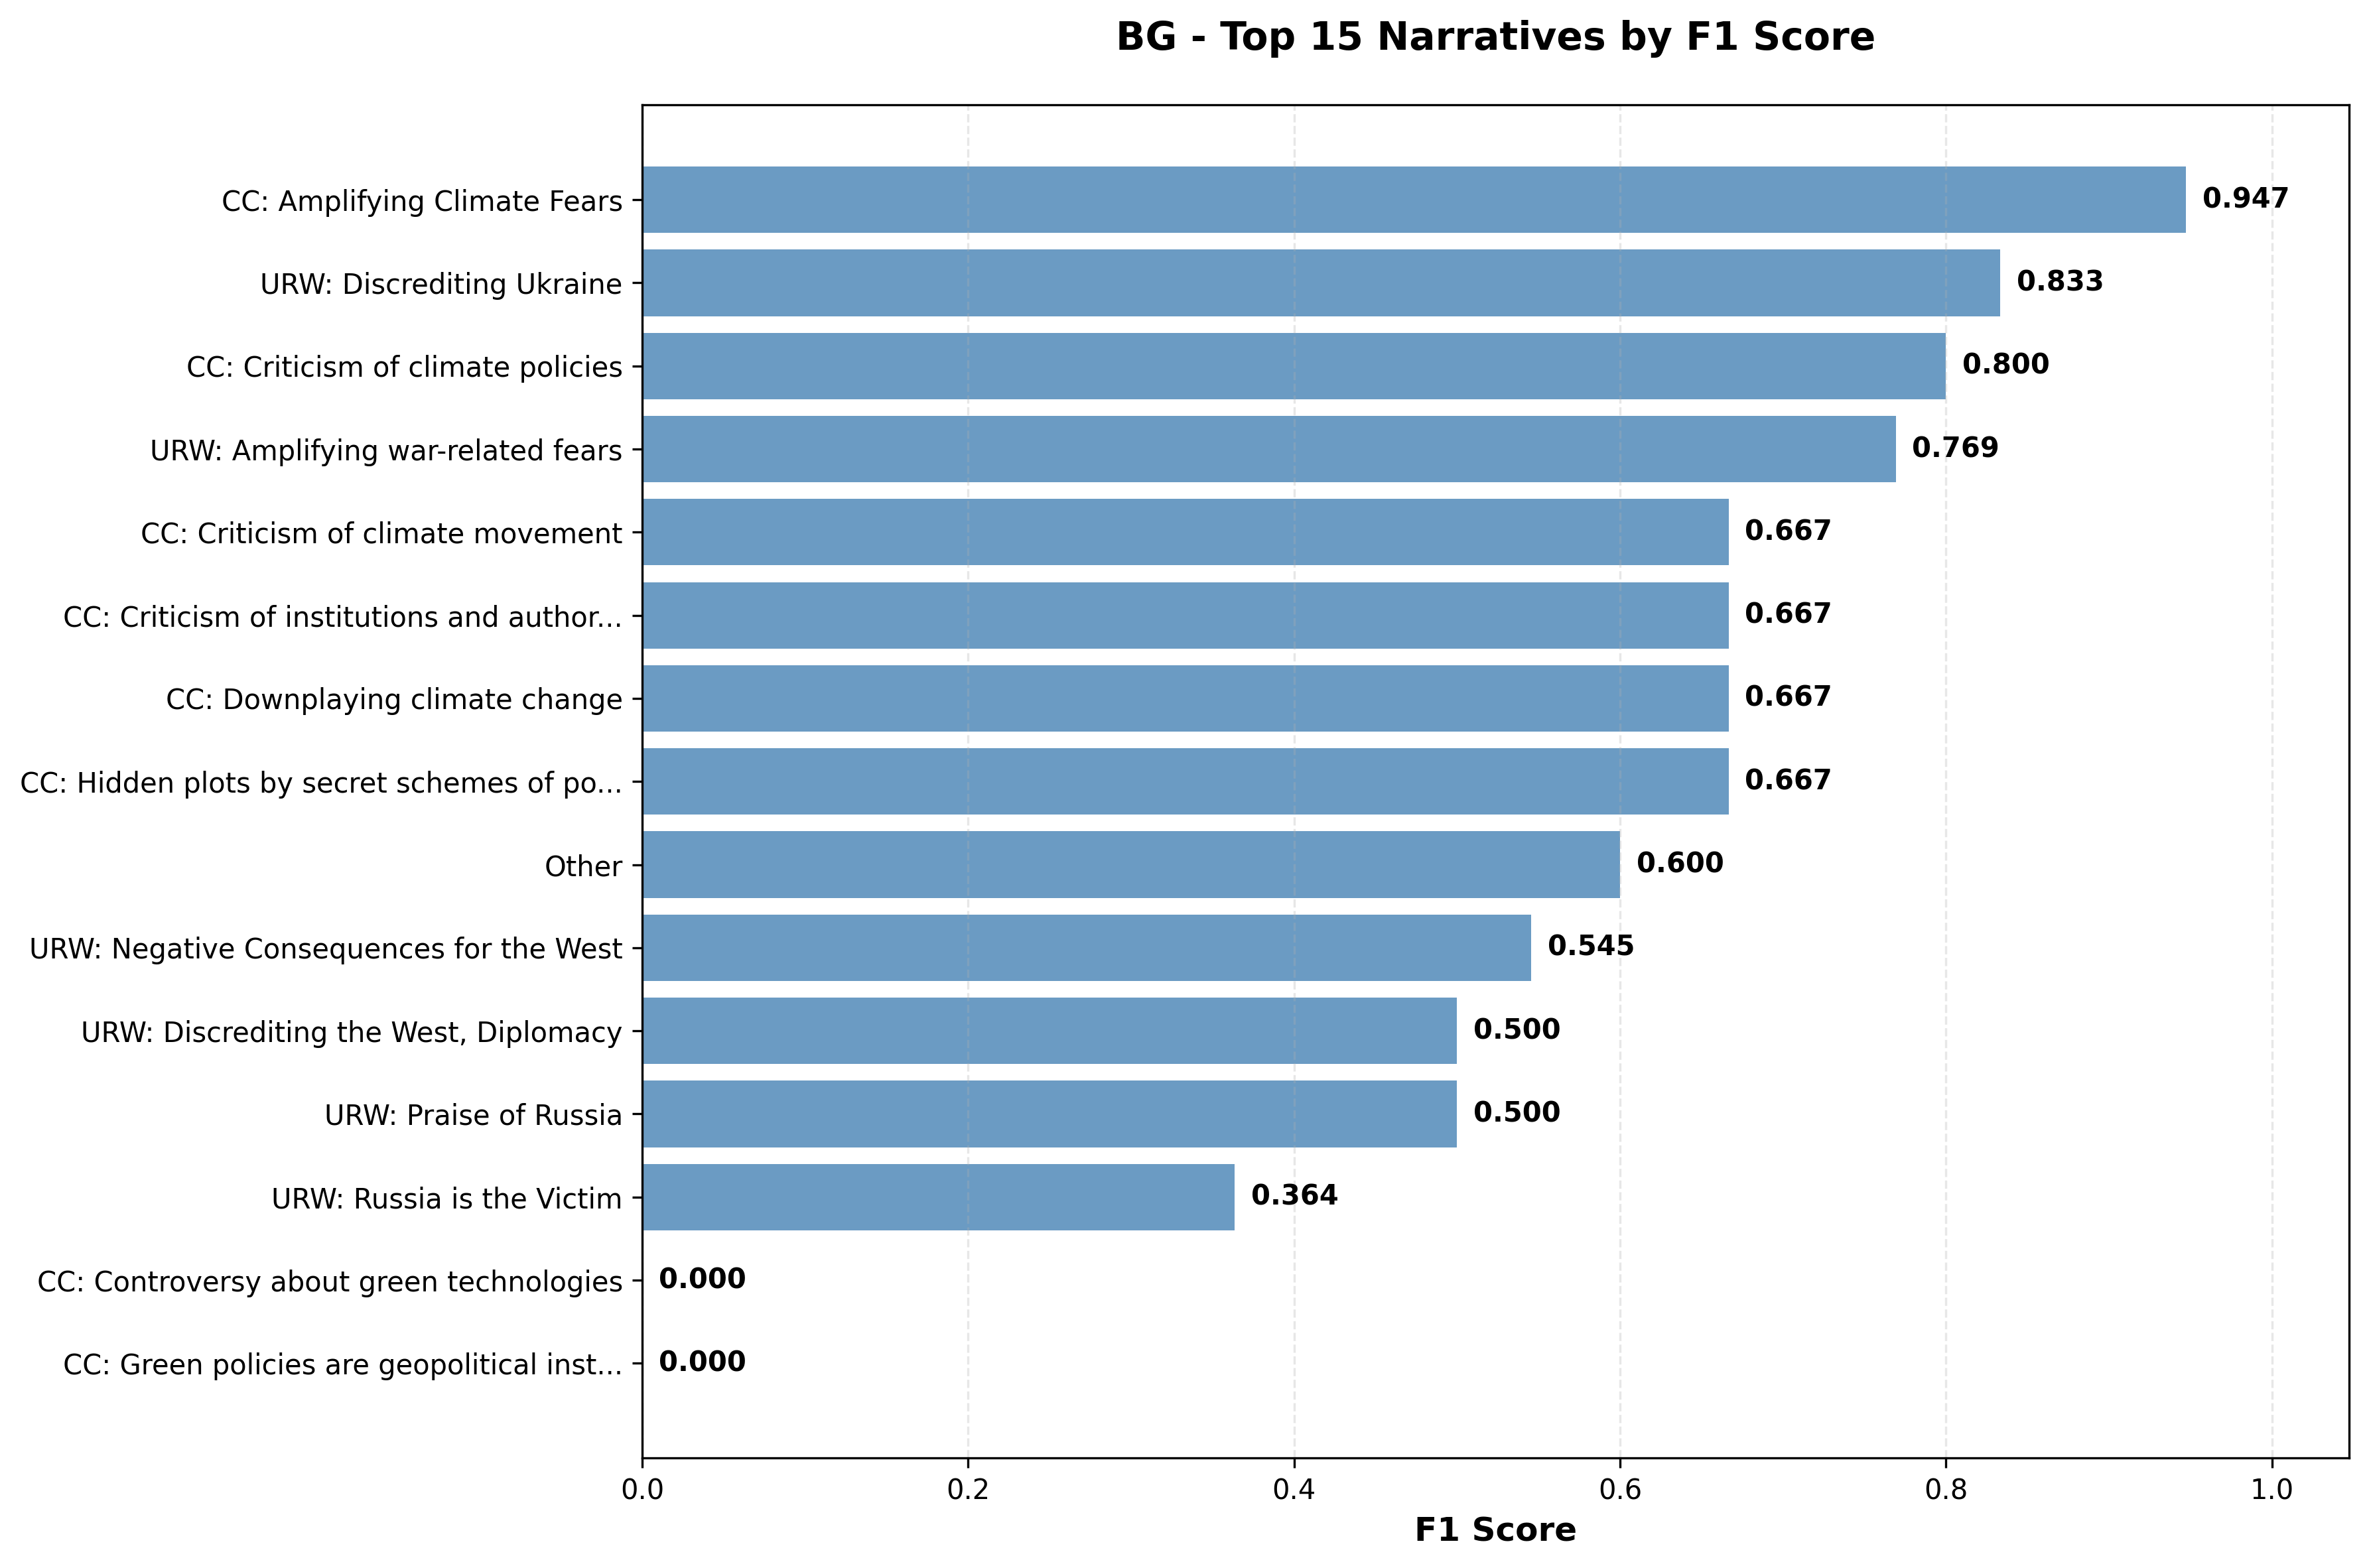 BG - Top 15 Narratives by F1 Score
CC: Amplifying Climate Fears 0.947
URW: Discrediting Ukraine 0.833
CC: Criticism of climate policies 0.800
URW: Amplifying war-related fears 0.769
CC: Criticism of climate movement 0.667
CC: Criticism of institutions and author... 0.667
CC: Downplaying climate change 0.667
CC: Hidden plots by secret schemes of po... 0.667
Other 0.600
URW: Negative Consequences for the West 0.545
URW: Discrediting the West, Diplomacy 0.500
URW: Praise of Russia 0.500
URW: Russia is the Victim 0.364
CC: Controversy about green technologies 0.000
CC: Green policies are geopolitical inst... 0.000
0.0 0.2 0.4 0.6 0.8 1.0
F1 Score